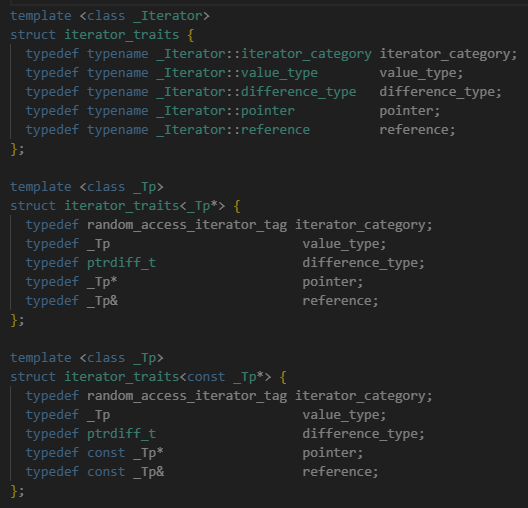 template <class _Iterator>
struct iterator_traits {
  typedef typename _Iterator::iterator_category iterator_category;
  typedef typename _Iterator::value_type        value_type;
  typedef typename _Iterator::difference_type   difference_type;
  typedef typename _Iterator::pointer           pointer;
  typedef typename _Iterator::reference         reference;
};

template <class _Tp>
struct iterator_traits<_Tp*> {
  typedef random_access_iterator_tag iterator_category;
  typedef _Tp                         value_type;
  typedef ptrdiff_t                   difference_type;
  typedef _Tp*                        pointer;
  typedef _Tp&                        reference;
};

template <class _Tp>
struct iterator_traits<const _Tp*> {
  typedef random_access_iterator_tag iterator_category;
  typedef _Tp                         value_type;
  typedef ptrdiff_t                   difference_type;
  typedef const _Tp*                  pointer;
  typedef const _Tp&                  reference;
};